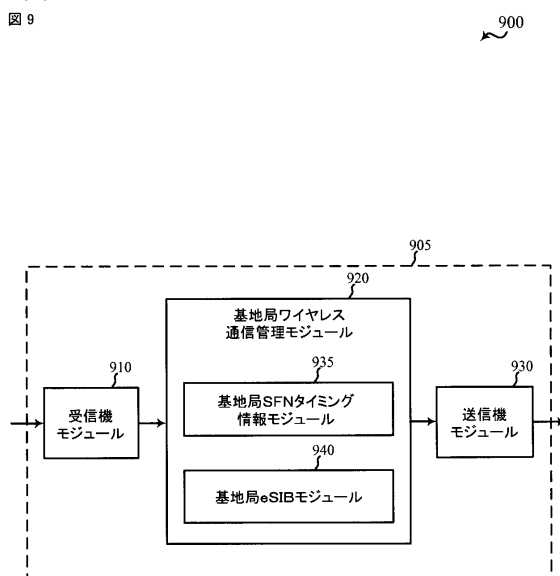 図 9
900
905
920
基地局ワイヤレス
通信管理モジュール
910
受信機
モジュール
935
基地局SFNタイミング
情報モジュール
940
基地局eSIBモジュール
930
送信機
モジュール